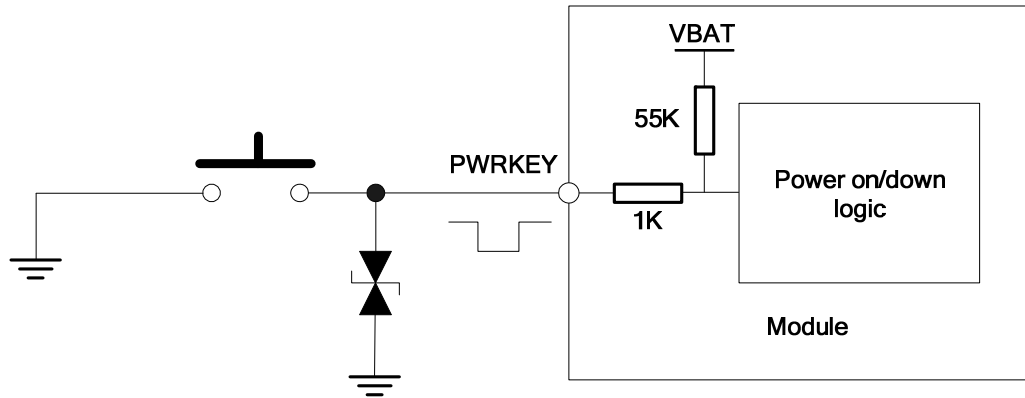 VBAT
55K
PWRKEY
1K
Power on/down
logic
Module